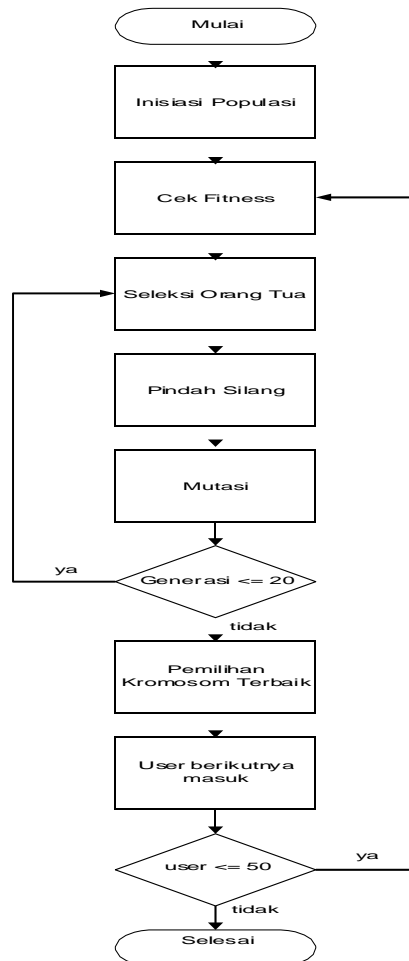 Mulai
Inisiasi Populasi
Cek Fitness
Seleksi Orang Tua
Pindah Silang
Mutasi
ya
Generasi <= 20
tidak
Pemilihan
Kromosom Terbaik
User berikutnya
masuk
user <= 50
ya
tidak
Selesai